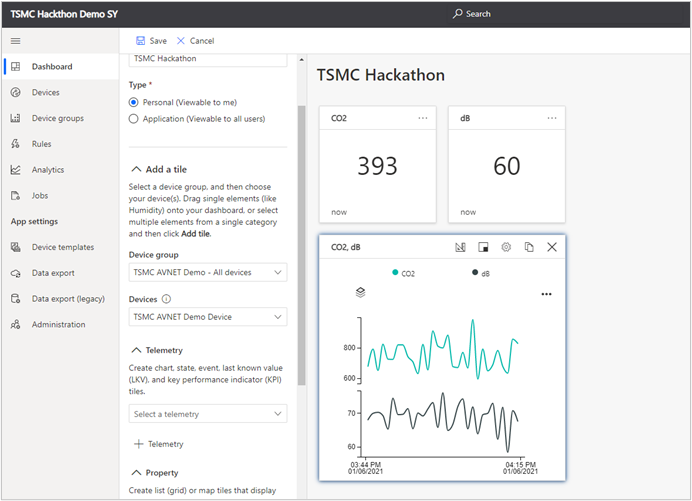 TSMC Hackthon Demo SY
Search
Save
Cancel
Dashboard
Devices
Device groups
Rules
Analytics
Jobs
App settings
Device templates
Data export
Data export (legacy)
Administration
TSMC Hackathon
Type *
Personal (Viewable to me)
Application (Viewable to all users)
Add a tile
Select a device group, and then choose
your device(s). Drag single elements (like
Humidity) onto your dashboard, or select
multiple elements from a single category
and then click Add tile.
Device group
TSMC AVNET Demo - All devices
Devices
TSMC AVNET Demo Device
Telemetry
Create chart, state, event, last known value
(LKV), and key performance indicator (KPI)
tiles.
Select a telemetry
Telemetry
Property
Create list (grid) or map tiles that display
TSMC Hackathon
CO2
393
now
dB
60
now
CO2, dB
CO2 dB
800
600
70
60
03:44 PM 04:15 PM
01/06/2021 01/06/2021